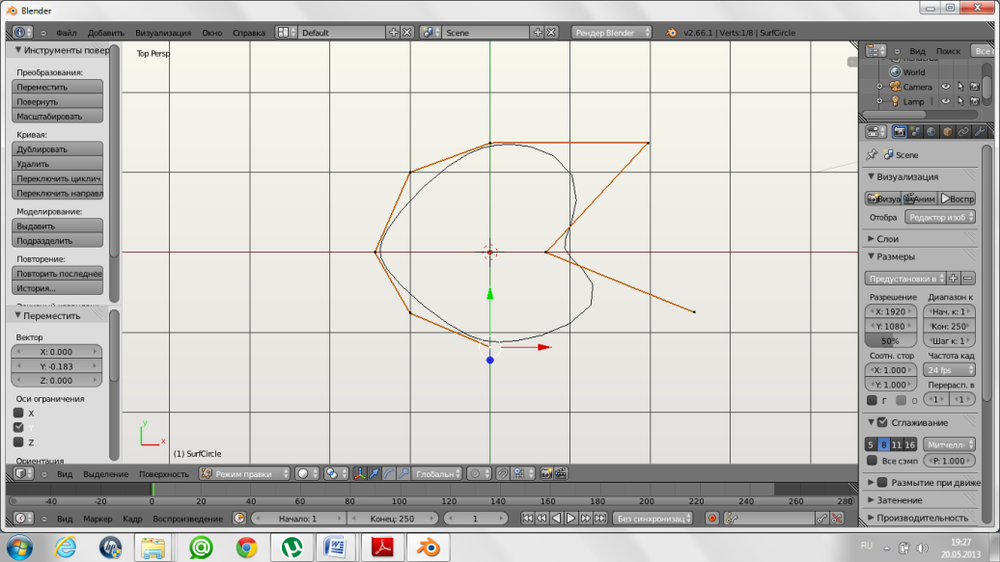 Blender
Файл Добавить Визуализация Окно Справка Default Scene Рендер Blender v2.66.1 | Verts:1/8 | SurfCircle
Инструменты повер
Преобразования:
Переместить
Повернуть
Масштабировать
Кривая:
Дублировать
Удалить
Переключить циклич
Переключить направл
Моделирование:
Выдавить
Подразделить
Повторение:
Повторить последнее
История...
Переместить
Вектор
X: 0.000
Y: -0.183
Z: 0.000
Оси ограничения
X
Y
Z
Ориентация
Top Persp
y
x
(1) SurfCircle
Вид Выделение Поверхность Режим правки Глобальн
Вид Поиск Все
World
Camera
Lamp
Scene
Визуализация
Визуа Аним Воспр
Отобра Редактор изоб
Слои
Размеры
Предустановки в
Разрешение Диапазон к
X: 1920 Нач. к: 1
Y: 1080 Кон: 250
50% Шаг к: 1
Соотн. стор Частота кад
X: 1.000 24 fps
Y: 1.000 Перерасп. в
Г О 1 1
Сглаживание
5 8 11 16 Митчелл-
Все сэмп P: 1.000
Размытие при движе
Затенение
Производительность
-40 -20 0 20 40 60 80 100 120 140 160 180 200 220 240 260 280
Вид Маркер Кадр Воспроизведение Начало: 1 Конец: 250 1 Без синхронизац
RU 19:27
20.05.2013